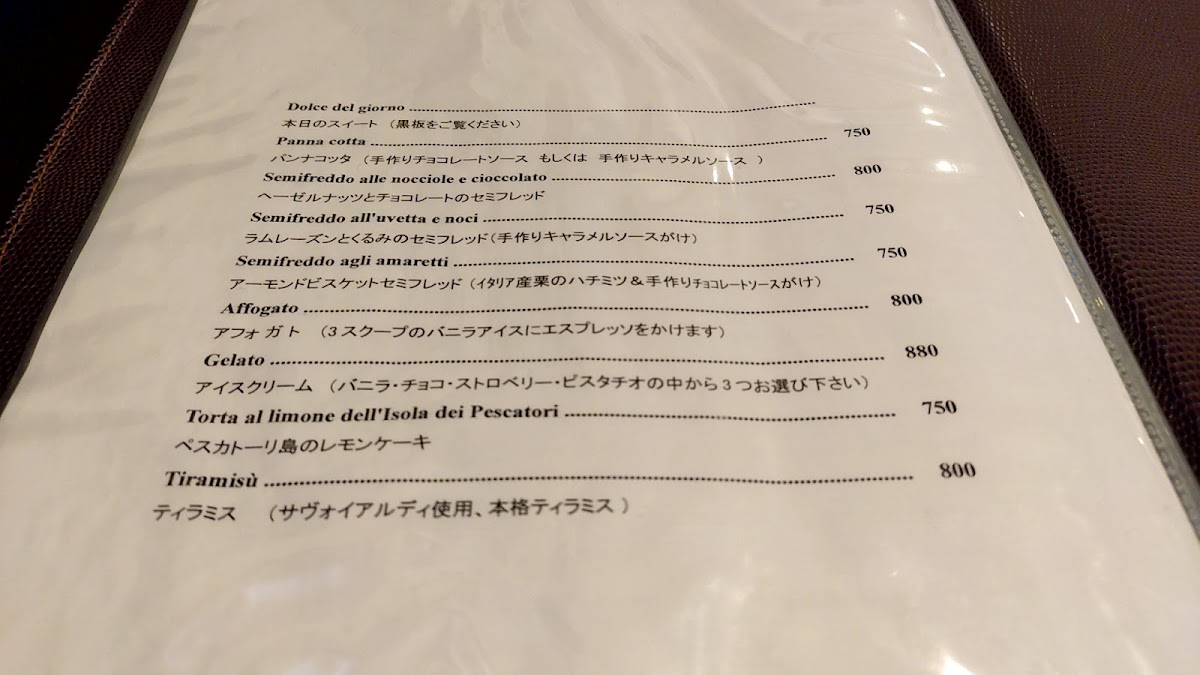 Dolce del giorno
本日のスイート （黒板をご覧ください）
Panna cotta 750
パンナコッタ （手作りチョコレートソース もしくは 手作りキャラメルソース ）
Semifreddo alle nocciole e cioccolato 800
ヘーゼルナッツとチョコレートのセミフレッド
Semifreddo all'uvetta e noci 750
ラムレーズンとくるみのセミフレッド（手作りキャラメルソースがけ）
Semifreddo agli amaretti 750
アーモンドビスケットセミフレッド （イタリア産栗のハチミツ＆手作りチョコレートソースがけ）
Affogato 800
アフォガト （3スクープのバニラアイスにエスプレッソをかけます）
Gelato 880
アイスクリーム （バニラ・チョコ・ストロベリー・ピスタチオの中から3つお選び下さい）
Torta al limone dell'Isola dei Pescatori 750
ペスカトーリ島のレモンケーキ
Tiramisù 800
ティラミス （サヴォイアルディ使用、本格ティラミス ）